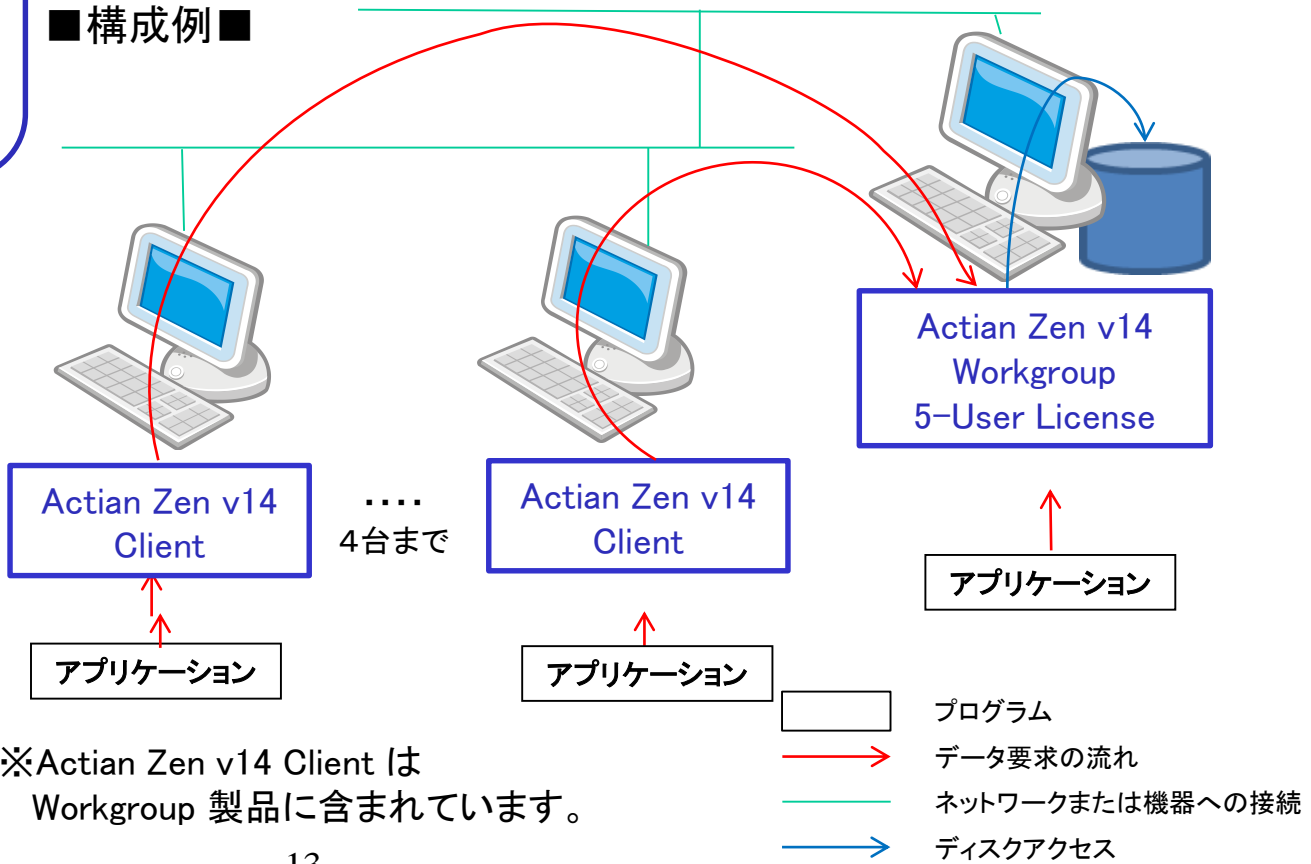 ■構成例■
Actian Zen v14
Workgroup
5-User License
Actian Zen v14
Client
・・・・
4台まで
Actian Zen v14
Client
アプリケーション
アプリケーション
アプリケーション
プログラム
データ要求の流れ
ネットワークまたは機器への接続
ディスクアクセス
※Actian Zen v14 Client は
Workgroup 製品に含まれています。
13